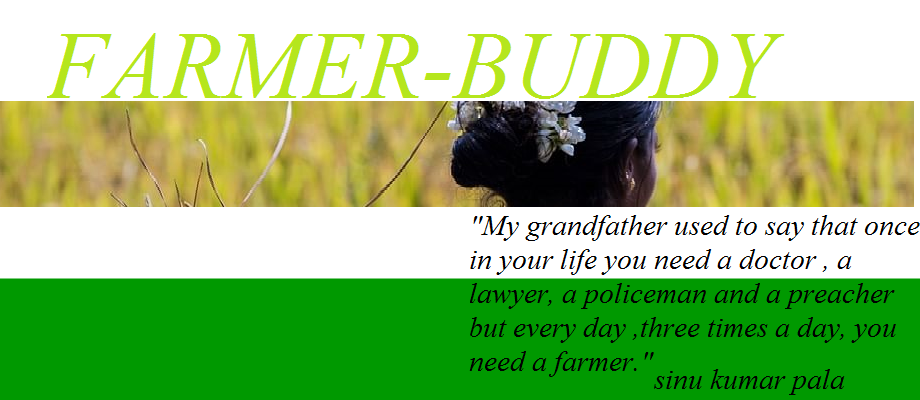 FARMER-BUDDY
"My grandfather used to say that once
in your life you need a doctor , a
lawyer, a policeman and a preacher
but every day ,three times a day, you
need a farmer."
sinu kumar pala